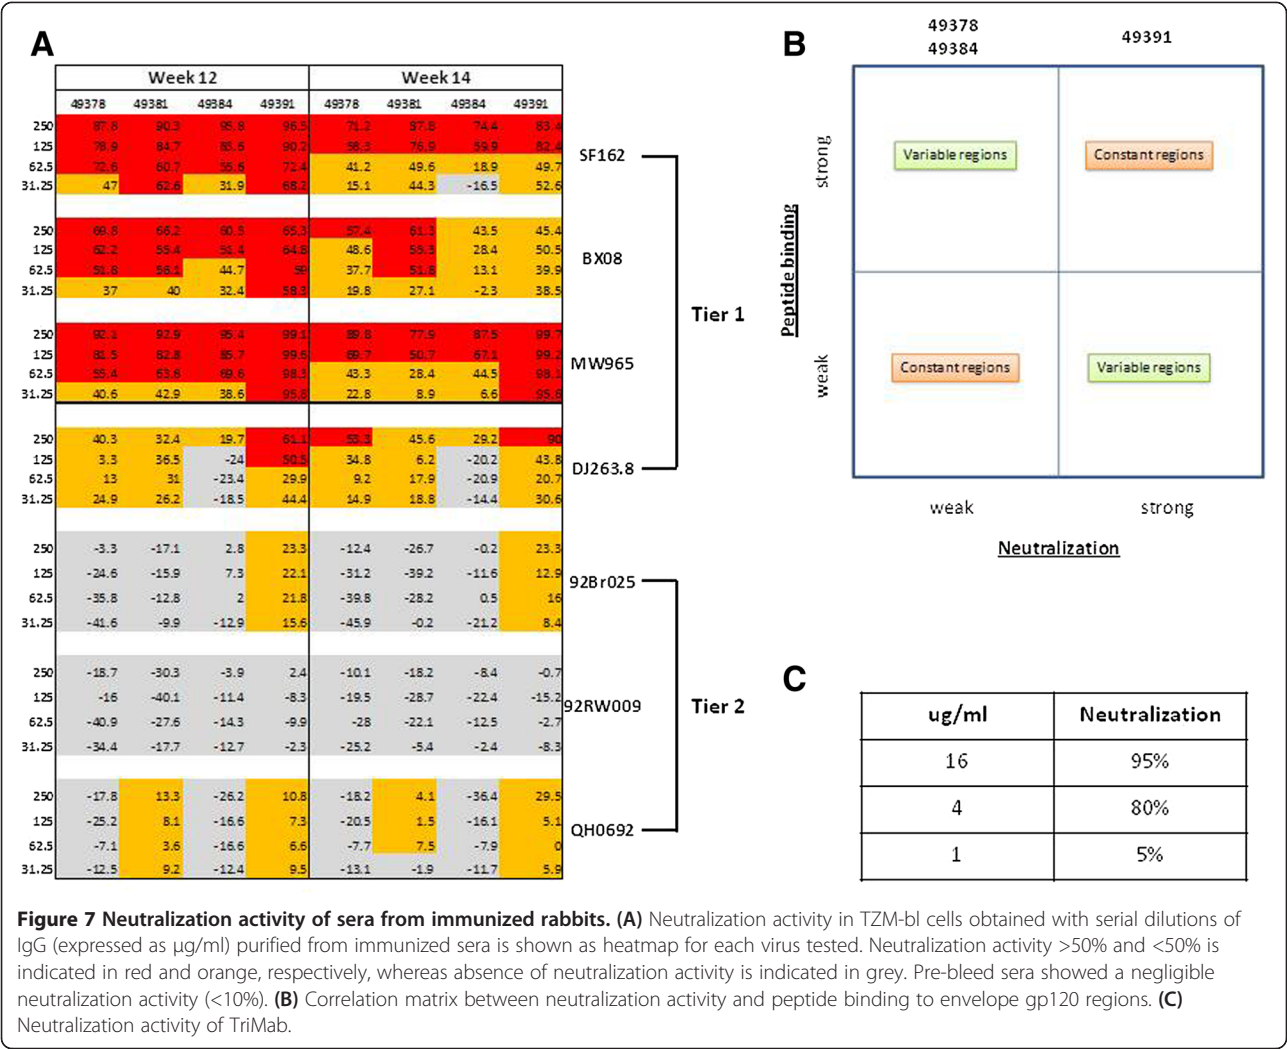 A
Week 12 Week 14
49378 49381 49384 49391 49378 49381 49384 49391
250 87.8 90.3 95.8 96.5 71.2 87.8 74.4 83.4
125 78.9 84.7 83.6 90.2 58.3 76.9 59.9 82.4
62.5 72.6 60.7 55.6 72.4 41.2 49.6 18.9 49.7
31.25 47 62.6 31.9 68.2 15.1 44.3 -16.5 52.6
SF162
250 69.8 66.2 60.5 65.3 57.4 61.3 43.5 45.4
125 62.2 55.4 51.4 64.8 48.6 55.5 28.4 50.5
62.5 51.8 56.1 44.7 59 37.7 51.8 13.1 39.9
31.25 37 40 32.4 58.3 19.8 27.1 -2.3 38.5
BX08
250 92.1 92.9 95.4 99.1 89.8 77.9 87.5 99.7
125 81.5 82.8 85.7 99.6 69.7 50.7 67.1 99.2
62.5 55.4 63.6 69.6 98.3 43.3 28.4 44.5 98.1
31.25 40.6 42.9 38.6 95.8 22.8 8.9 6.6 95.6
MW965
250 40.3 32.4 19.7 61.1 53.3 45.6 29.2 90
125 3.3 36.5 -24 50.5 34.8 6.2 -20.2 43.8
62.5 13 31 -23.4 29.9 9.2 17.9 -20.9 20.7
31.25 24.9 26.2 -18.5 44.4 14.9 18.8 -14.4 30.6
DJ263.8
Tier 1
250 -3.3 -17.1 2.8 23.3 -12.4 -26.7 -0.2 23.3
125 -24.6 -15.9 7.3 22.1 -31.2 -39.2 -11.6 12.9
62.5 -35.8 -12.8 2 21.8 -39.8 -28.2 0.5 16
31.25 -41.6 -9.9 -12.9 15.6 -45.9 -0.2 -21.2 8.4
92Br025
250 -18.7 -30.3 -3.9 2.4 -10.1 -18.2 -8.4 -0.7
125 -16 -40.1 -11.4 -8.3 -19.5 -28.7 -22.4 -15.2
62.5 -40.9 -27.6 -14.3 -9.9 -28 -22.1 -12.5 -2.7
31.25 -34.4 -17.7 -12.7 -2.3 -25.2 -5.4 -2.4 -8.3
92RW009
250 -17.8 13.3 -26.2 10.8 -18.2 4.1 -36.4 29.5
125 -25.2 8.1 -16.6 7.3 -20.5 1.5 -16.1 5.1
62.5 -7.1 3.6 -16.6 6.6 -7.7 7.5 -7.9 0
31.25 -12.5 9.2 -12.4 9.5 -13.1 -1.9 -11.7 5.9
QH0692
Tier 2
B
49378
49384
49391
Peptide binding
strong
weak
Variable regions
Constant regions
Constant regions
Variable regions
weak strong
Neutralization
C
ug/ml Neutralization
16 95%
4 80%
1 5%
Figure 7 Neutralization activity of sera from immunized rabbits. (A) Neutralization activity in TZM-bl cells obtained with serial dilutions of
IgG (expressed as μg/ml) purified from immunized sera is shown as heatmap for each virus tested. Neutralization activity >50% and <50% is
indicated in red and orange, respectively, whereas absence of neutralization activity is indicated in grey. Pre-bleed sera showed a negligible
neutralization activity (<10%). (B) Correlation matrix between neutralization activity and peptide binding to envelope gp120 regions. (C)
Neutralization activity of TriMab.